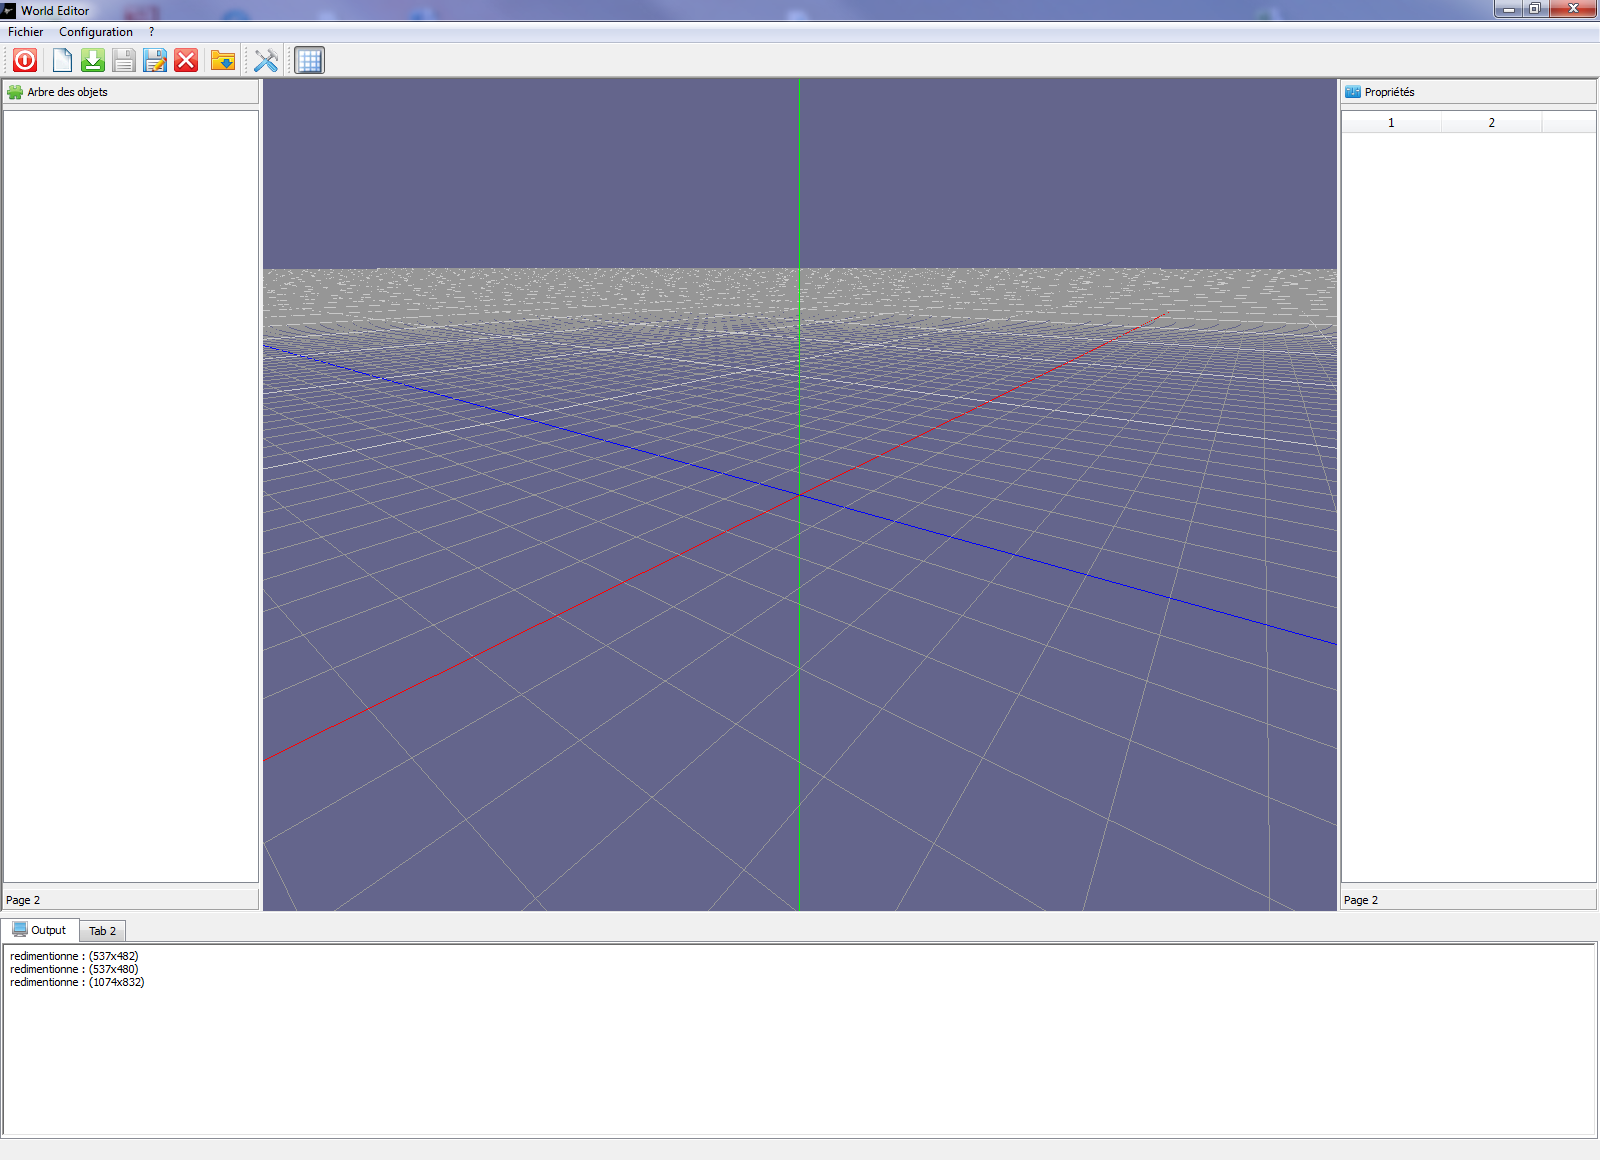 World Editor
Fichier Configuration ?
Arbre des objets
Propriétés
1 2
Page 2
Page 2
Output Tab 2
redimentionne : (537x482)
redimentionne : (537x480)
redimentionne : (1074x832)